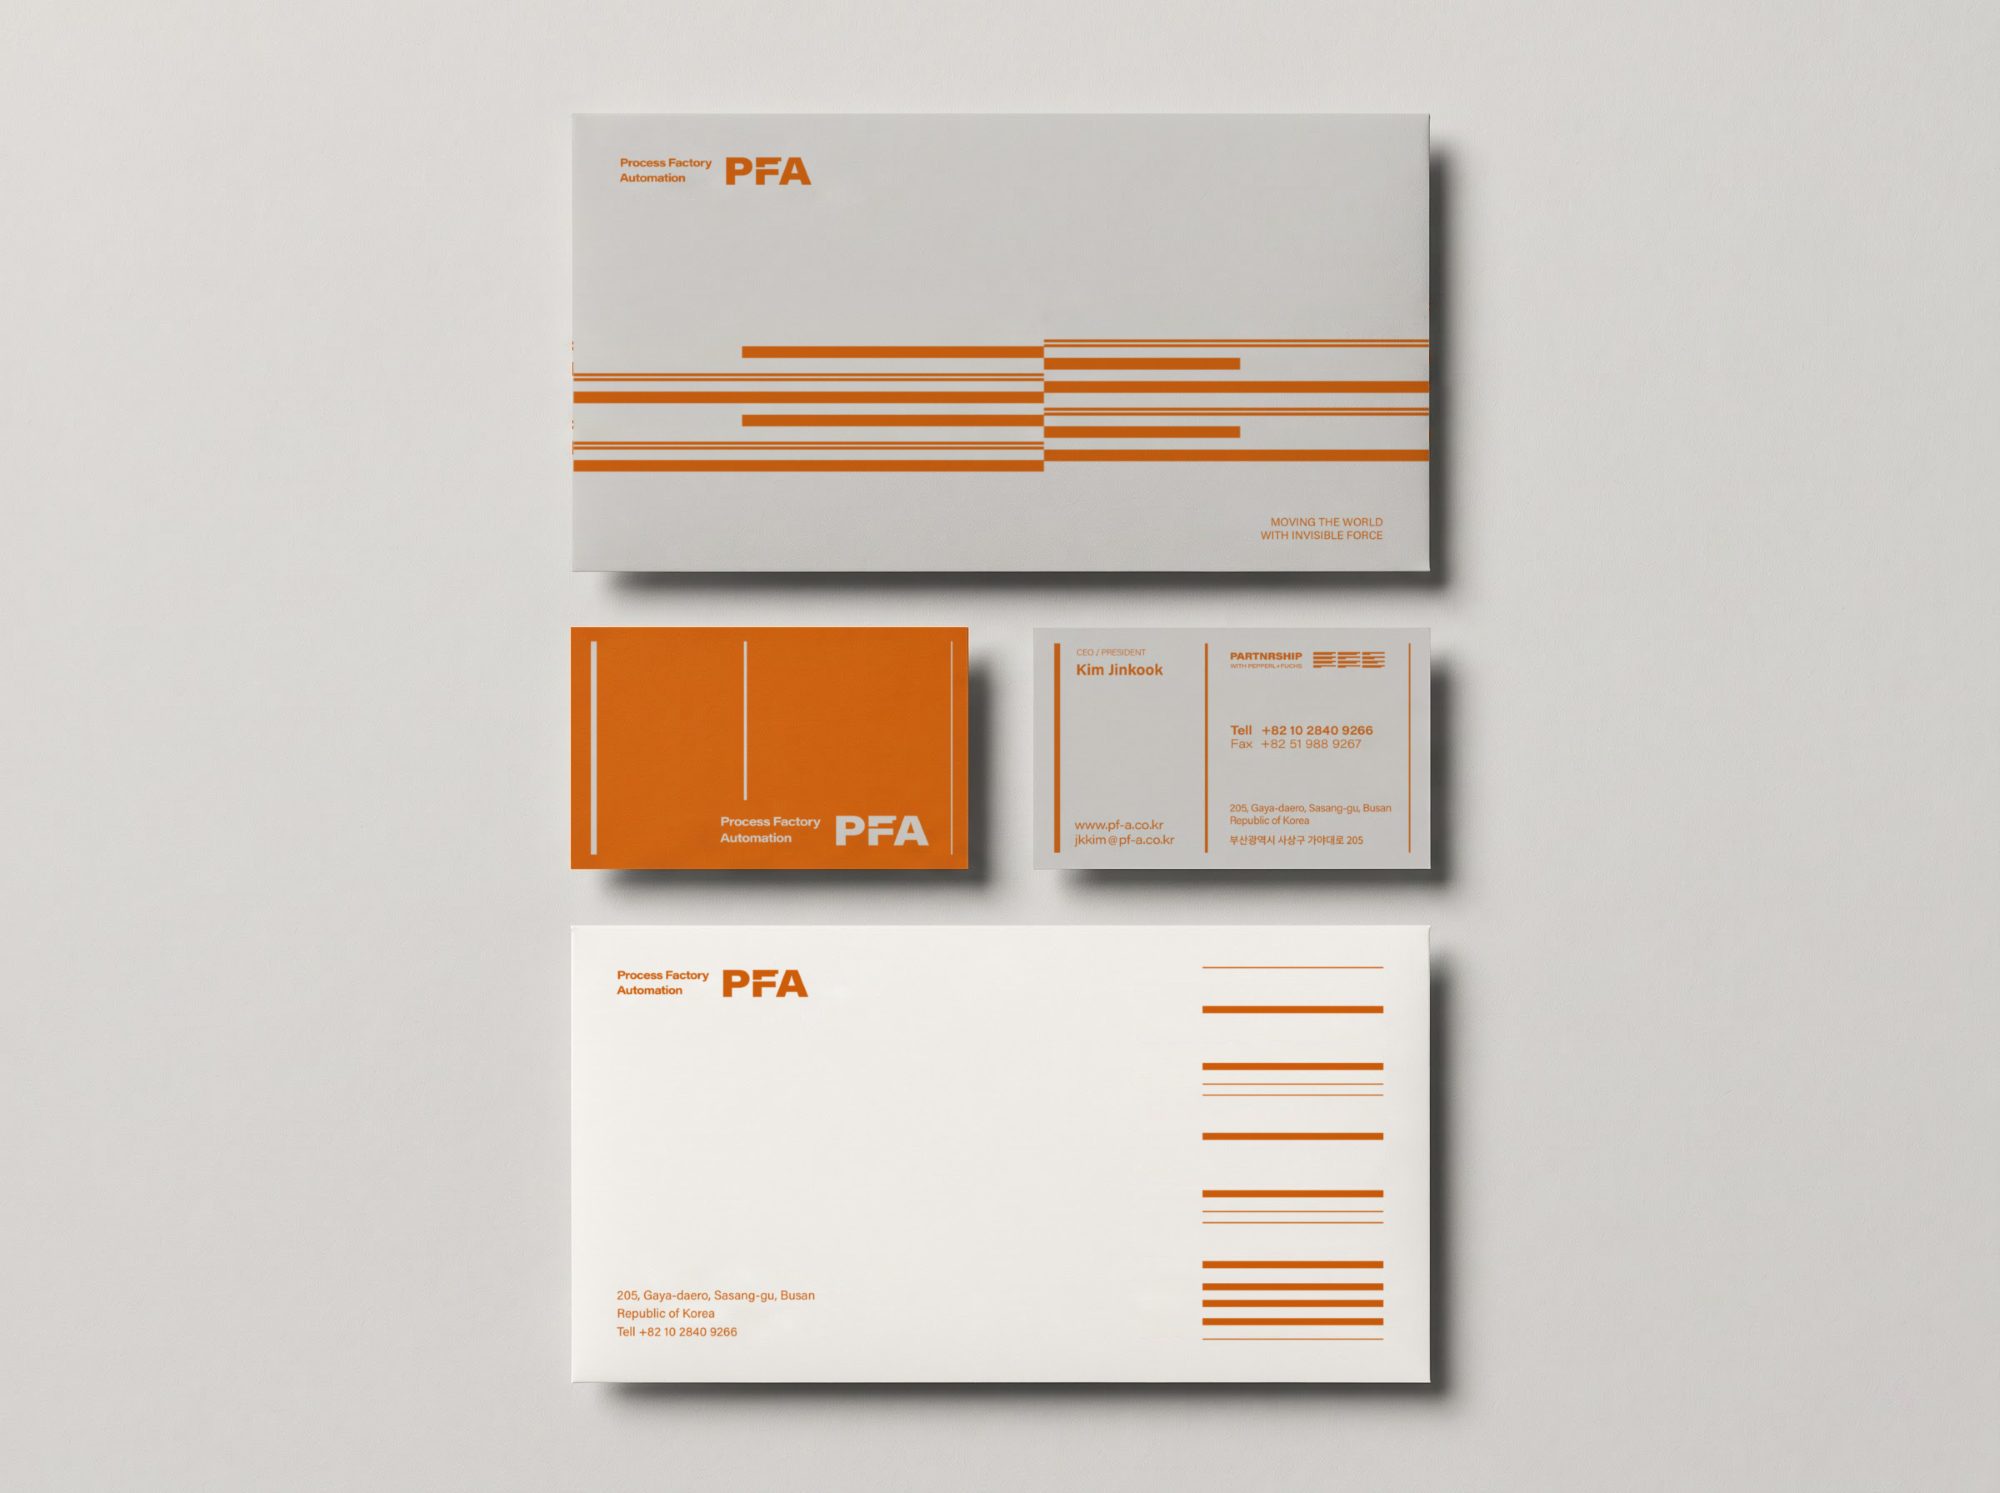 Process Factory
Automation
PFA
MOVING THE WORLD
WITH INVISIBLE FORCE
Process Factory
Automation
PFA
CEO / PRESIDENT
Kim Jinkook
www.pf-a.co.kr
jkkim@pf-a.co.kr
PARTNRSHIP
WITH PEPPERL+FUCHS
Tell +82 10 2840 9266
Fax +82 51 988 9267
205, Gaya-daero, Sasang-gu, Busan
Republic of Korea
부산광역시 사상구 가야대로 205
Process Factory
Automation
PFA
205, Gaya-daero, Sasang-gu, Busan
Republic of Korea
Tell +82 10 2840 9266